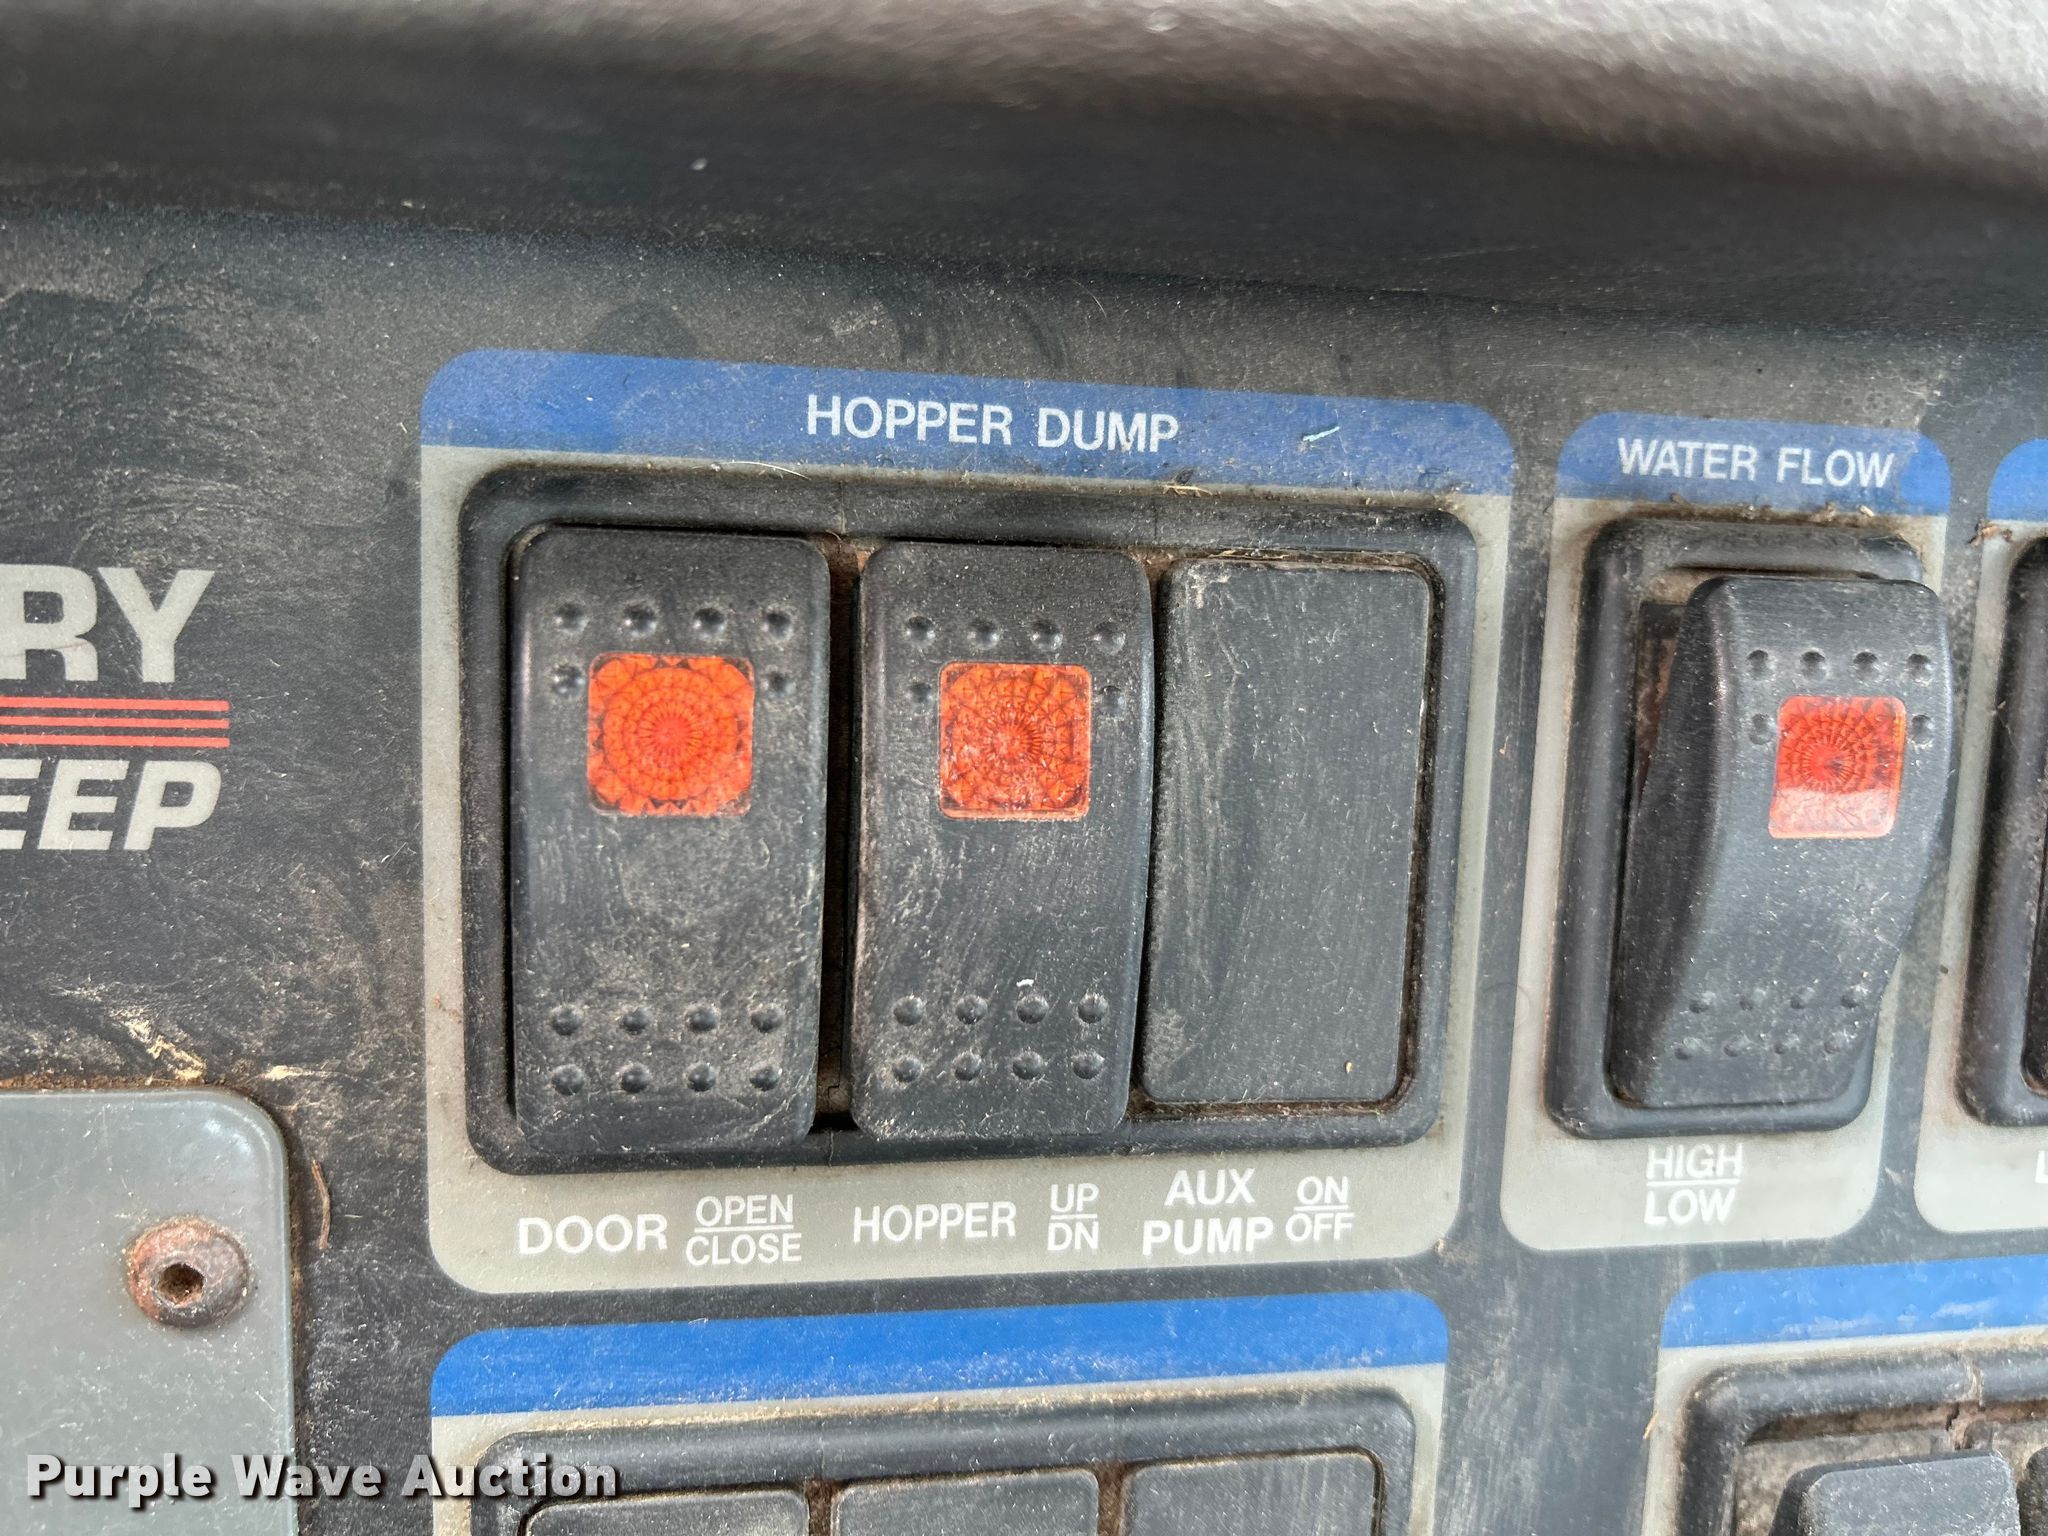 HOPPER DUMP
WATER FLOW
RY
EEP
DOOR OPEN
CLOSE
HOPPER UP
DN
AUX
PUMP ON
OFF
HIGH
LOW
L
Purple Wave Auction